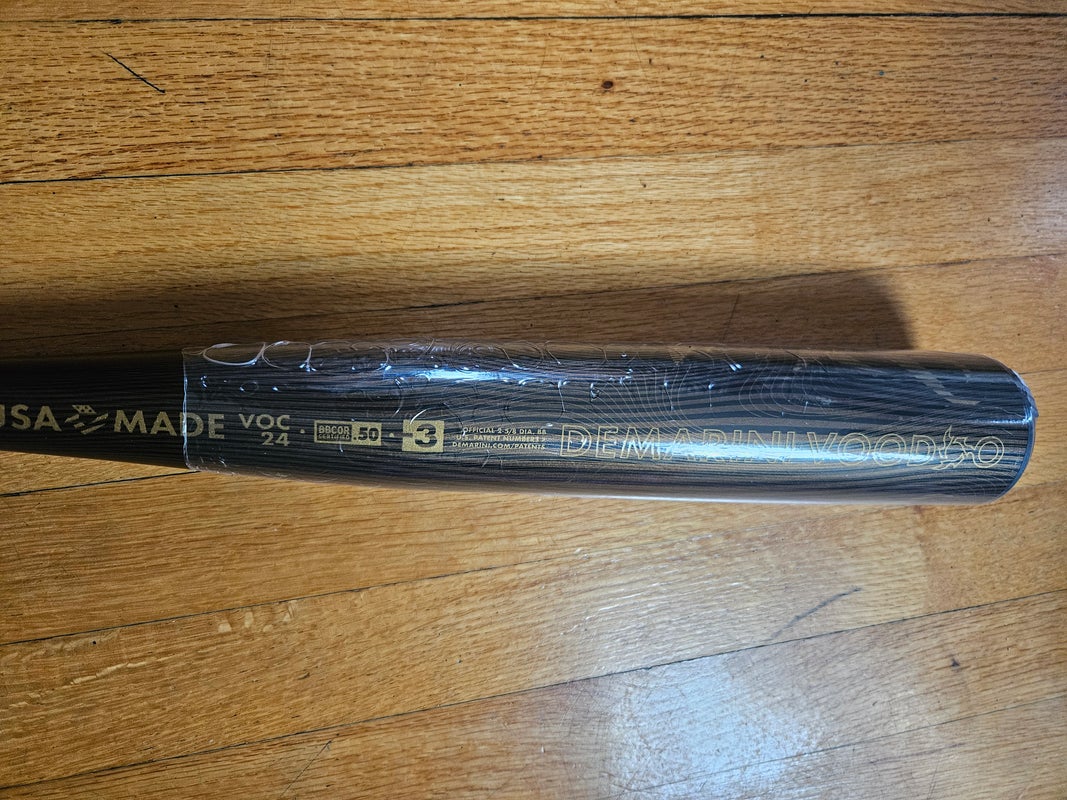 USA MADE
VOC
24
BBCOR
CERTIFIED
.50
-3
OFFICIAL 2-5/8 DIA. BB
U.S. PATENT NUMBERS >
DEMARINI.COM/PATENTS
DEMARINI VOODOO